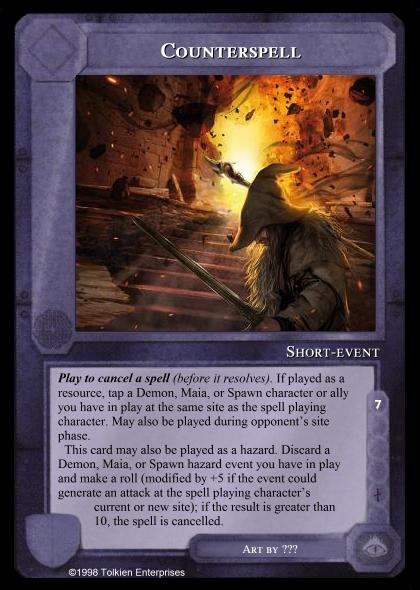 COUNTERSPELL
SHORT-EVENT
Play to cancel a spell (before it resolves). If played as a
resource, tap a Demon, Maia, or Spawn character or ally
you have in play at the same site as the spell playing
character. May also be played during opponent's site
phase.
This card may also be played as a hazard. Discard a
Demon, Maia, or Spawn hazard event you have in play
and make a roll (modified by +5 if the event could
generate an attack at the spell playing character's
current or new site); if the result is greater than
10, the spell is cancelled.
7
ART BY ???
©1998 Tolkien Enterprises